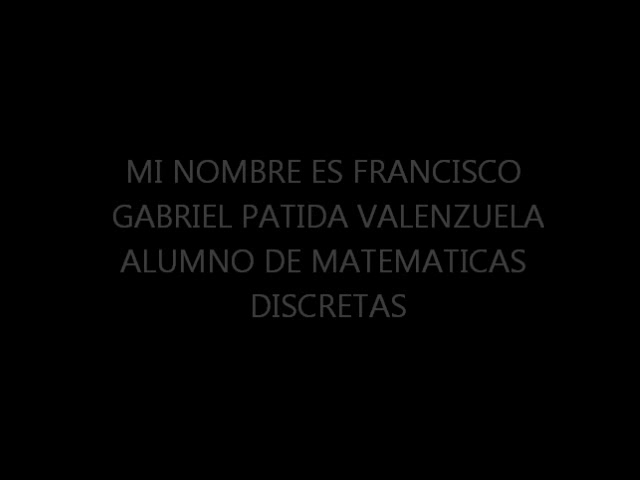 MI NOMBRE ES FRANCISCO
GABRIEL PATIDA VALENZUELA
ALUMNO DE MATEMATICAS
DISCRETAS